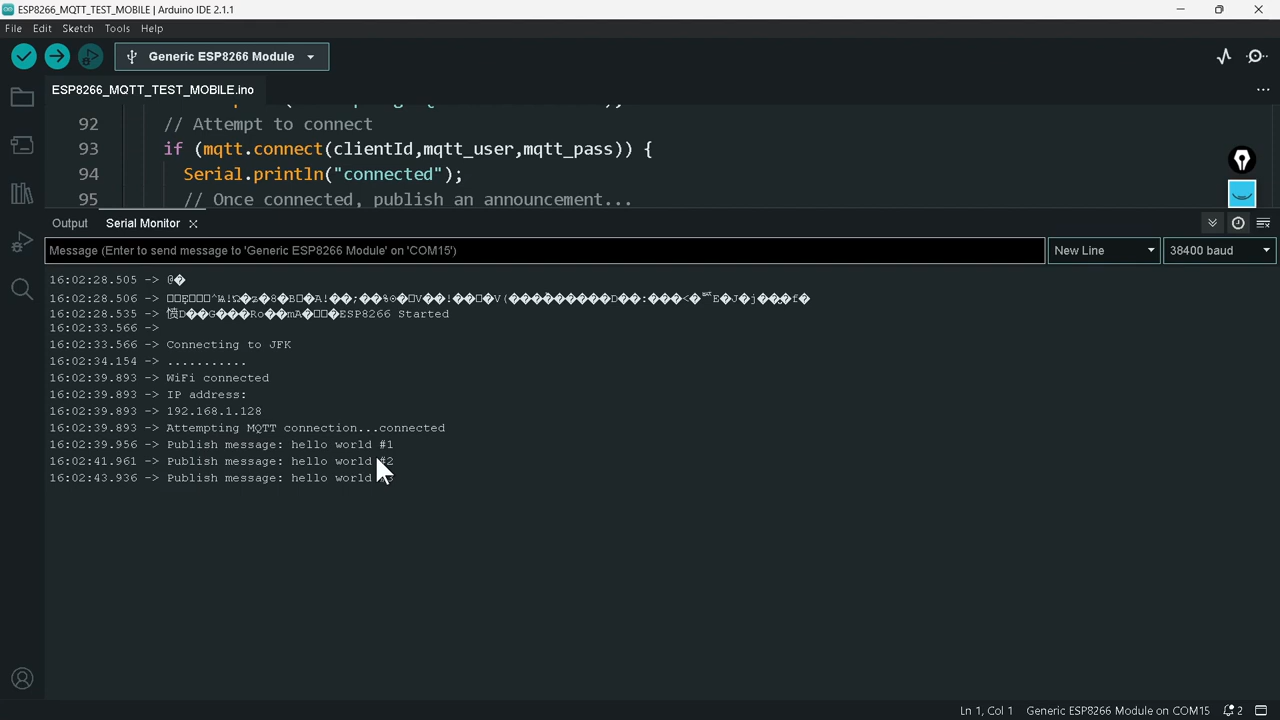 ESP8266_MQTT_TEST_MOBILE | Arduino IDE 2.1.1
File Edit Sketch Tools Help
Generic ESP8266 Module
ESP8266_MQTT_TEST_MOBILE.ino
92 // Attempt to connect
93 if (mqtt.connect(clientId,mqtt_user,mqtt_pass)) {
94 Serial.println("connected");
95 // Once connected, publish an announcement...
Output Serial Monitor
Message (Enter to send message to 'Generic ESP8266 Module' on 'COM15')
New Line
38400 baud
16:02:28.505 ->
16:02:28.506 ->
16:02:28.535 -> ESP8266 Started
16:02:33.566 ->
16:02:33.566 -> Connecting to JFK
16:02:34.154 -> ...........
16:02:39.893 -> WiFi connected
16:02:39.893 -> IP address:
16:02:39.893 -> 192.168.1.128
16:02:39.893 -> Attempting MQTT connection...connected
16:02:39.956 -> Publish message: hello world #1
16:02:41.961 -> Publish message: hello world #2
16:02:43.936 -> Publish message: hello world
Ln 1, Col 1 Generic ESP8266 Module on COM15 2